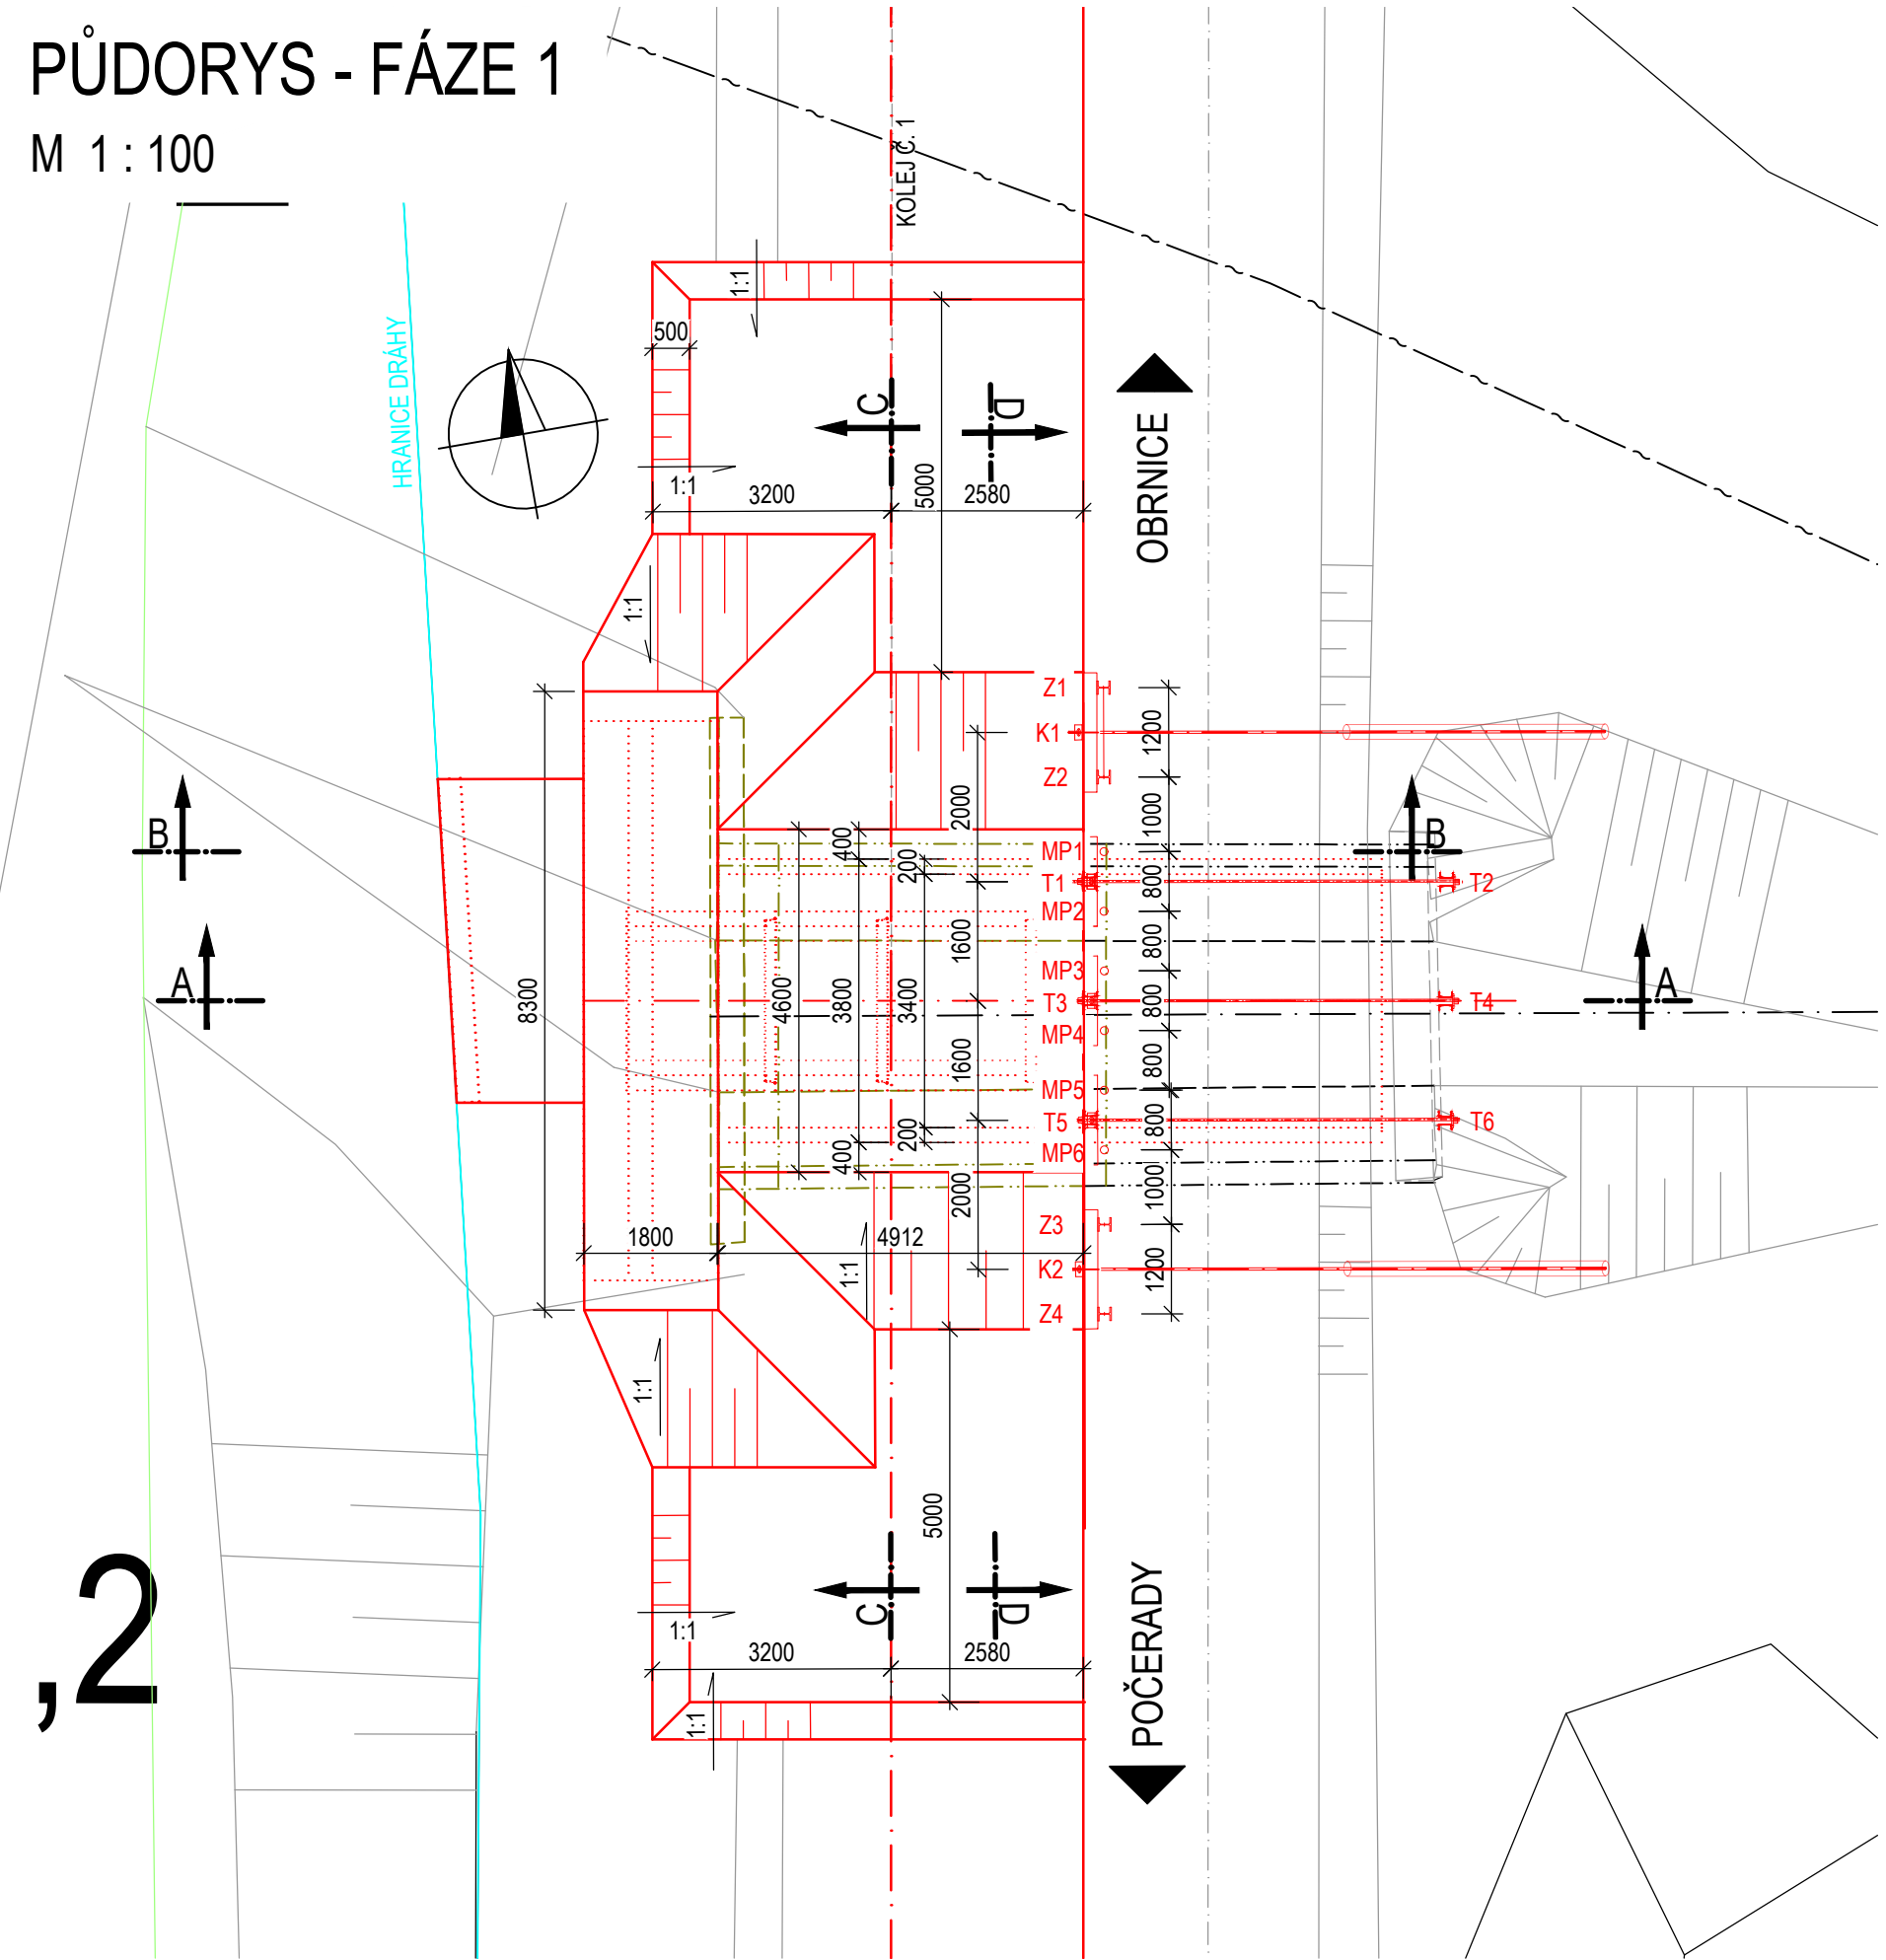 PŮDORYS - FÁZE 1
M 1 : 100
KOLEJ Č. 1
HRANICE DRÁHY
1:1
500
C
D
OBRNICE
1:1
3200
5000
2580
1:1
Z1
K1
1200
Z2
2000
1000
B
B
400
MP1
200
T1
800
T2
MP2
1600
800
MP3
A
A
8300
4600
3800
3400
T3
800
T4
MP4
1600
800
MP5
T5
800
T6
200
400
MP6
2000
1000
Z3
1800
4912
K2
1200
1:1
Z4
1:1
5000
,2
C
D
POČERADY
1:1
3200
2580
1:1